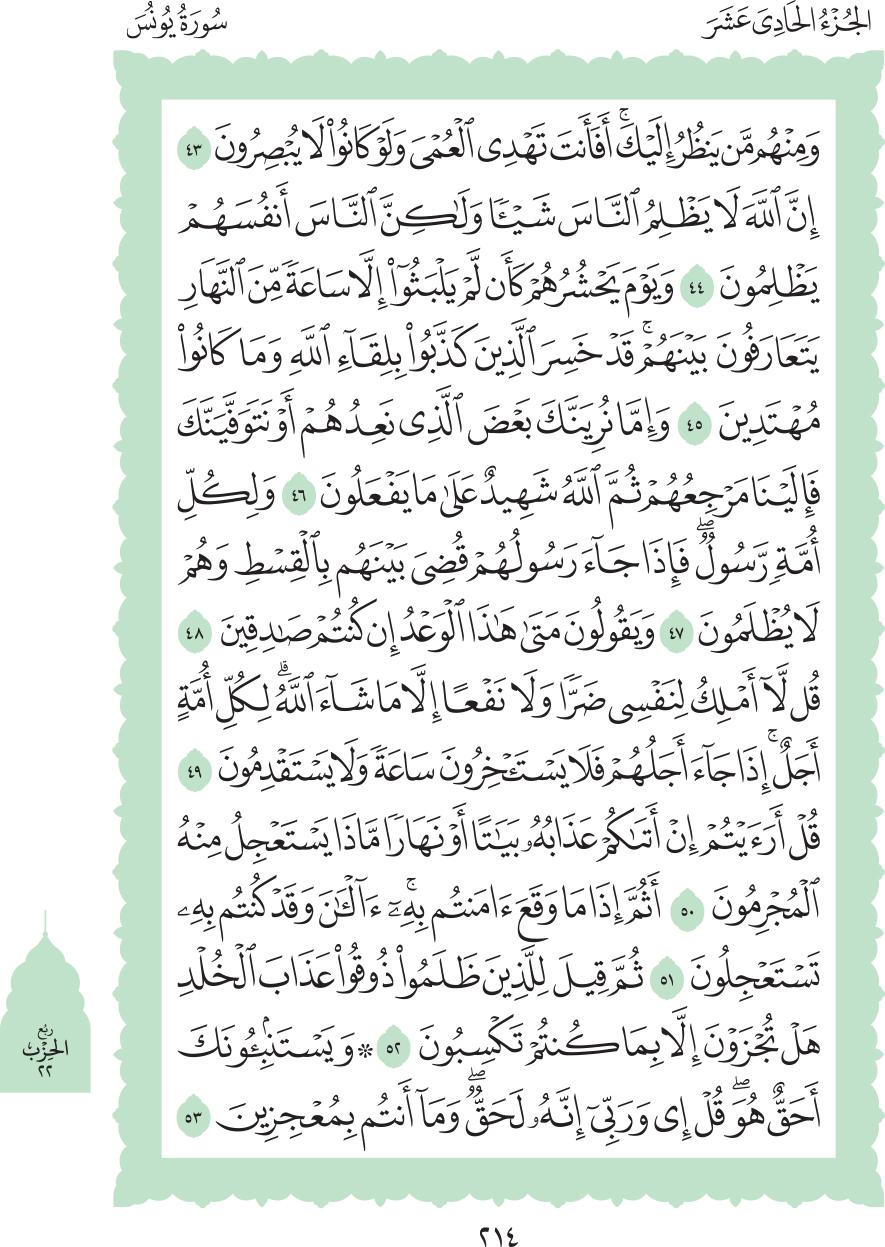 الجُزْءُ الحَادِىَ عَشَرَ
سُورَةُ يُونُسَ
وَمِنْهُم مَّن يَنظُرُ إِلَيْكَۚ أَفَأَنتَ تَهْدِى ٱلْعُمْىَ وَلَوْ كَانُوا۟ لَا يُبْصِرُونَ ٤٣
إِنَّ ٱللَّهَ لَا يَظْلِمُ ٱلنَّاسَ شَيْـًٔا وَلَـٰكِنَّ ٱلنَّاسَ أَنفُسَهُمْ
يَظْلِمُونَ ٤٤ وَيَوْمَ يَحْشُرُهُمْ كَأَن لَّمْ يَلْبَثُوٓا۟ إِلَّا سَاعَةً مِّنَ ٱلنَّهَارِ
يَتَعَارَفُونَ بَيْنَهُمْۚ قَدْ خَسِرَ ٱلَّذِينَ كَذَّبُوا۟ بِلِقَآءِ ٱللَّهِ وَمَا كَانُوا۟
مُهْتَدِينَ ٤٥ وَإِمَّا نُرِيَنَّكَ بَعْضَ ٱلَّذِى نَعِدُهُمْ أَوْ نَتَوَفَّيَنَّكَ
فَإِلَيْنَا مَرْجِعُهُمْ ثُمَّ ٱللَّهُ شَهِيدٌ عَلَىٰ مَا يَفْعَلُونَ ٤٦ وَلِكُلِّ
أُمَّةٍ رَّسُولٌۖ فَإِذَا جَآءَ رَسُولُهُمْ قُضِىَ بَيْنَهُم بِٱلْقِسْطِ وَهُمْ
لَا يُظْلَمُونَ ٤٧ وَيَقُولُونَ مَتَىٰ هَـٰذَا ٱلْوَعْدُ إِن كُنتُمْ صَـٰدِقِينَ ٤٨
قُل لَّآ أَمْلِكُ لِنَفْسِى ضَرًّا وَلَا نَفْعًا إِلَّا مَا شَآءَ ٱللَّهُۗ لِكُلِّ أُمَّةٍ
أَجَلٌۚ إِذَا جَآءَ أَجَلُهُمْ فَلَا يَسْتَـْٔخِرُونَ سَاعَةً وَلَا يَسْتَقْدِمُونَ ٤٩
قُلْ أَرَءَيْتُمْ إِنْ أَتَىٰكُمْ عَذَابُهُۥ بَيَـٰتًا أَوْ نَهَارًا مَّاذَا يَسْتَعْجِلُ مِنْهُ
ٱلْمُجْرِمُونَ ٥٠ أَثُمَّ إِذَا مَا وَقَعَ ءَامَنتُم بِهِۦٓۚ ءَآلْـَٔـٰنَ وَقَدْ كُنتُم بِهِۦ
تَسْتَعْجِلُونَ ٥١ ثُمَّ قِيلَ لِلَّذِينَ ظَلَمُوا۟ ذُوقُوا۟ عَذَابَ ٱلْخُلْدِ
هَلْ تُجْزَوْنَ إِلَّا بِمَا كُنتُمْ تَكْسِبُونَ ٥٢ * وَيَسْتَنۢبِـُٔونَكَ
أَحَقٌّ هُوَۖ قُلْ إِى وَرَبِّىٓ إِنَّهُۥ لَحَقٌّۖ وَمَآ أَنتُم بِمُعْجِزِينَ ٥٣
ربع
الحِزْب
٢٢
٢١٤